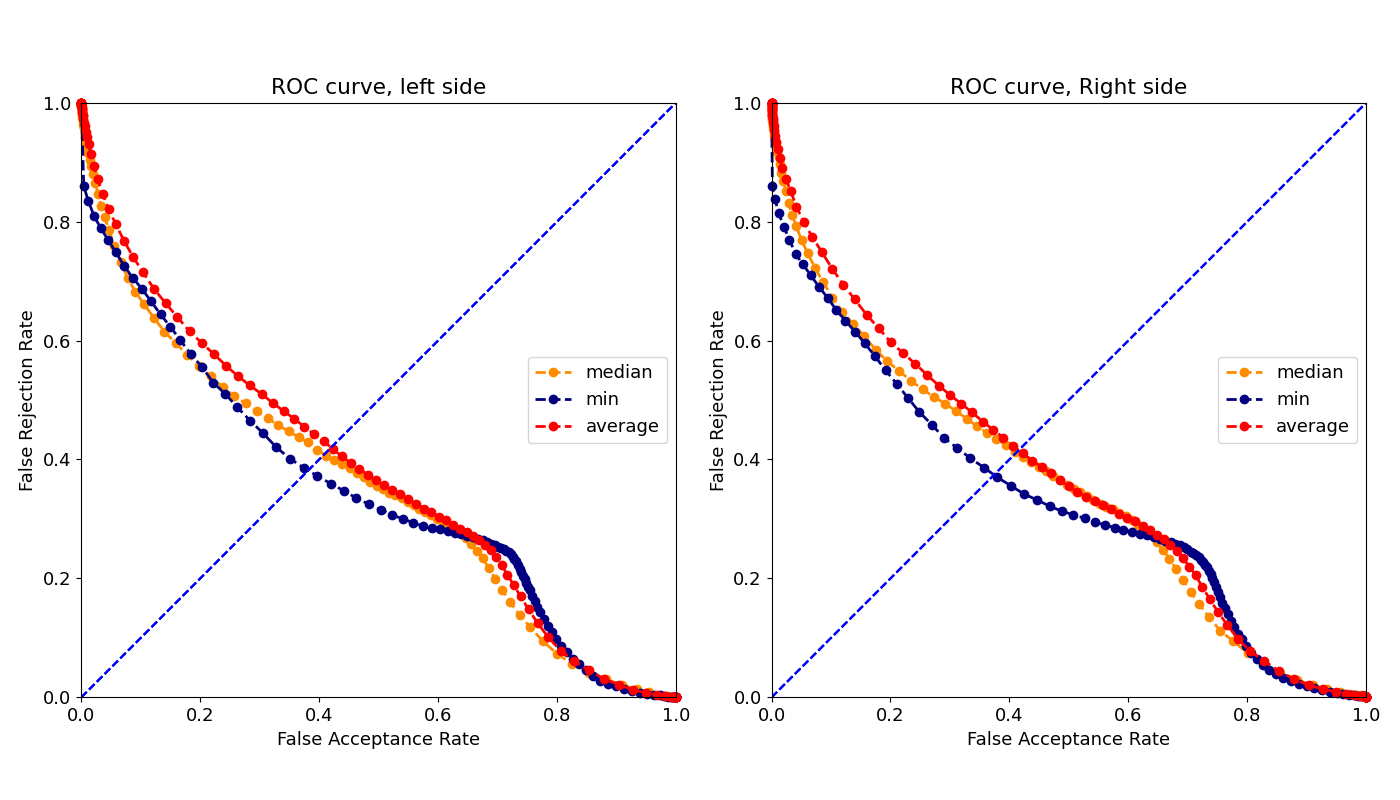 ROC curve, left side
1.0
0.8
0.6
0.4
0.2
0.0
False Rejection Rate
median
min
average
0.0 0.2 0.4 0.6 0.8 1.0
False Acceptance Rate
ROC curve, Right side
1.0
0.8
0.6
0.4
0.2
0.0
False Rejection Rate
median
min
average
0.0 0.2 0.4 0.6 0.8 1.0
False Acceptance Rate